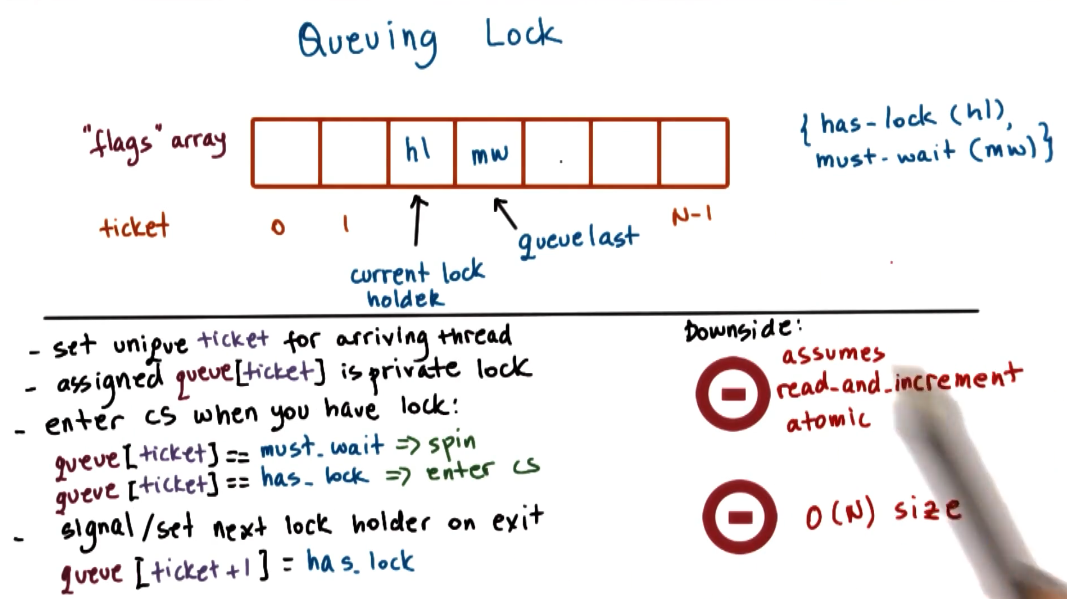 Queuing Lock
"flags" array
hl
mw
{has-lock (hl),
must-wait (mw)}
ticket
0
1
N-1
queuelast
current lock
holder
- set unique ticket for arriving thread
- assigned queue[ticket] is private lock
- enter cs when you have lock:
queue[ticket] == must_wait => spin
queue[ticket] == has_lock => enter cs
- signal/set next lock holder on exit
queue [ticket+1] = has_lock
Downside:
assumes
read_and_increment
atomic
O(N) size